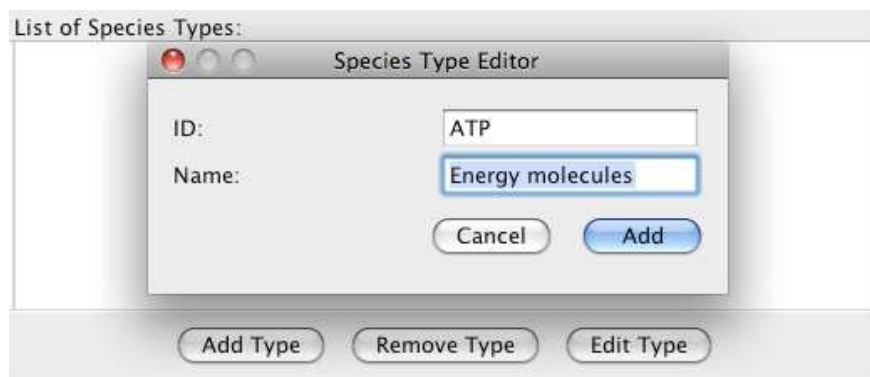 List of Species Types:
Species Type Editor
ID: ATP
Name: Energy molecules
Cancel Add
Add Type Remove Type Edit Type